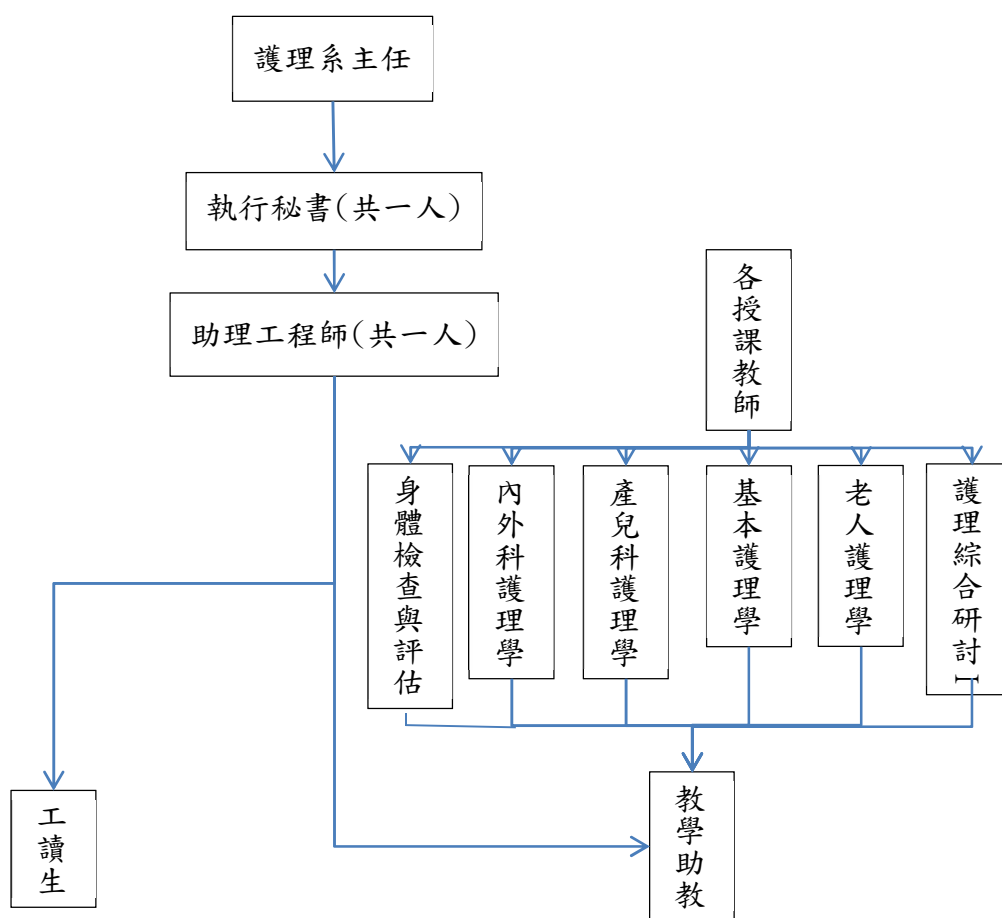 護理系主任
執行秘書(共一人)
助理工程師(共一人)
各授課教師
身體檢查與評估
內外科護理學
產兒科護理學
基本護理學
老人護理學
護理綜合研討
工讀生
教學助教